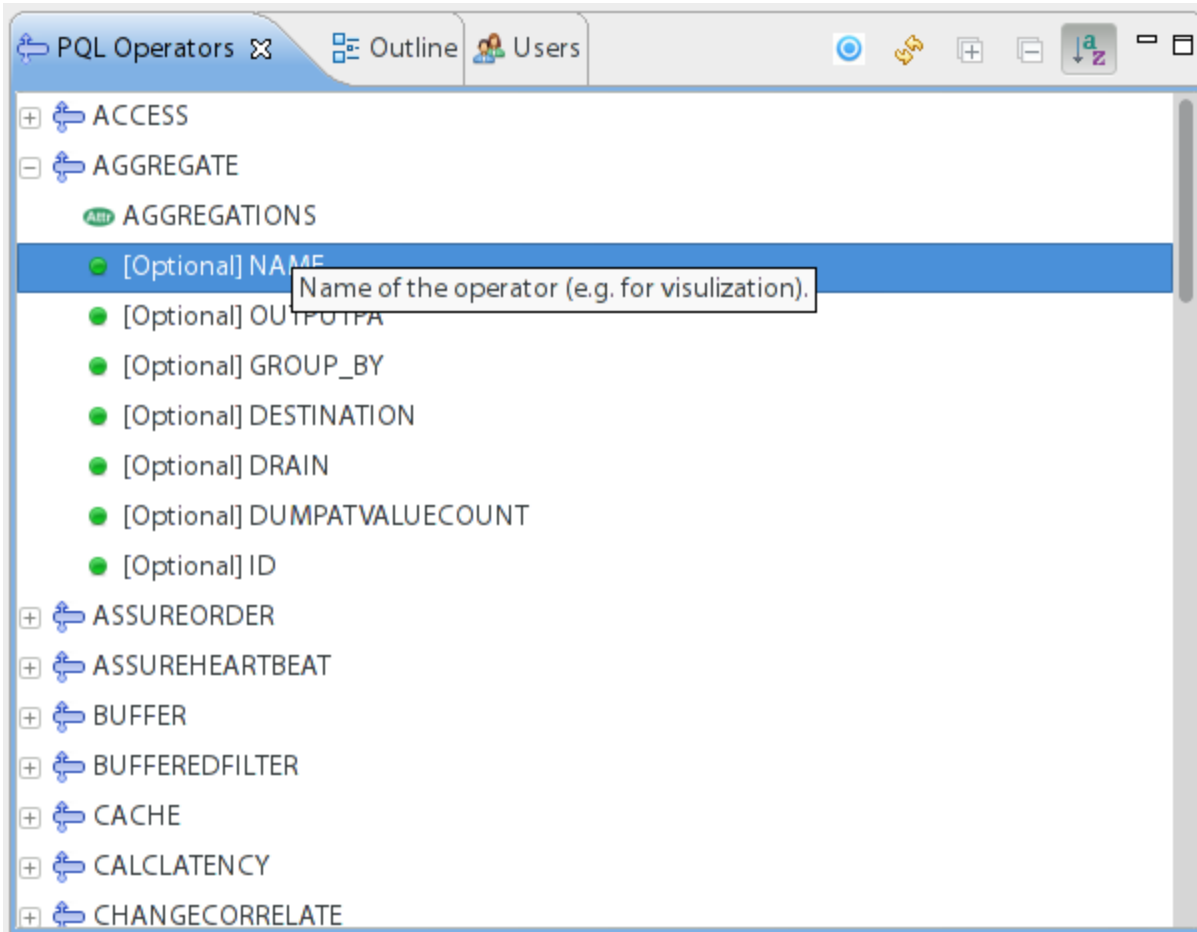 PQL Operators Outline Users
ACCESS
AGGREGATE
Attr AGGREGATIONS
[Optional] NAME
Name of the operator (e.g. for visulization).
[Optional] OUTPUTPA
[Optional] GROUP_BY
[Optional] DESTINATION
[Optional] DRAIN
[Optional] DUMPATVALUECOUNT
[Optional] ID
ASSUREORDER
ASSUREHEARTBEAT
BUFFER
BUFFEREDFILTER
CACHE
CALCLATENCY
CHANGECORRELATE